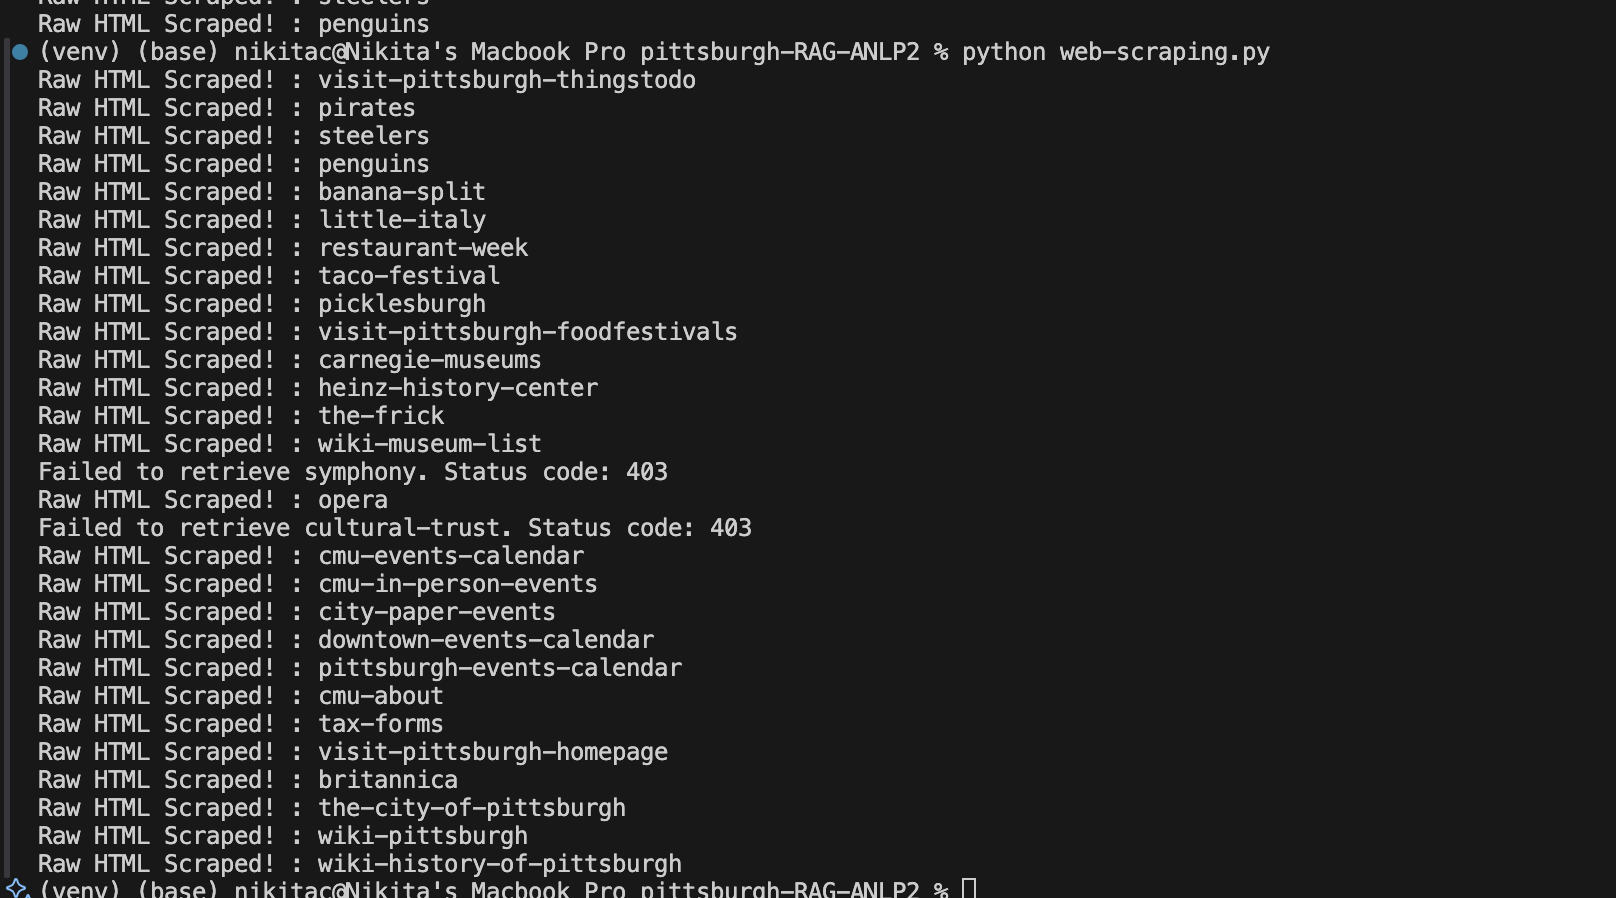 Raw HTML Scraped! : steelers
Raw HTML Scraped! : penguins
(venv) (base) nikitac@Nikita's Macbook Pro pittsburgh-RAG-ANLP2 % python web-scraping.py
Raw HTML Scraped! : visit-pittsburgh-thingstodo
Raw HTML Scraped! : pirates
Raw HTML Scraped! : steelers
Raw HTML Scraped! : penguins
Raw HTML Scraped! : banana-split
Raw HTML Scraped! : little-italy
Raw HTML Scraped! : restaurant-week
Raw HTML Scraped! : taco-festival
Raw HTML Scraped! : picklesburgh
Raw HTML Scraped! : visit-pittsburgh-foodfestivals
Raw HTML Scraped! : carnegie-museums
Raw HTML Scraped! : heinz-history-center
Raw HTML Scraped! : the-frick
Raw HTML Scraped! : wiki-museum-list
Failed to retrieve symphony. Status code: 403
Raw HTML Scraped! : opera
Failed to retrieve cultural-trust. Status code: 403
Raw HTML Scraped! : cmu-events-calendar
Raw HTML Scraped! : cmu-in-person-events
Raw HTML Scraped! : city-paper-events
Raw HTML Scraped! : downtown-events-calendar
Raw HTML Scraped! : pittsburgh-events-calendar
Raw HTML Scraped! : cmu-about
Raw HTML Scraped! : tax-forms
Raw HTML Scraped! : visit-pittsburgh-homepage
Raw HTML Scraped! : britannica
Raw HTML Scraped! : the-city-of-pittsburgh
Raw HTML Scraped! : wiki-pittsburgh
Raw HTML Scraped! : wiki-history-of-pittsburgh
(venv) (base) nikitac@Nikita's Macbook Pro pittsburgh-RAG-ANLP2 %